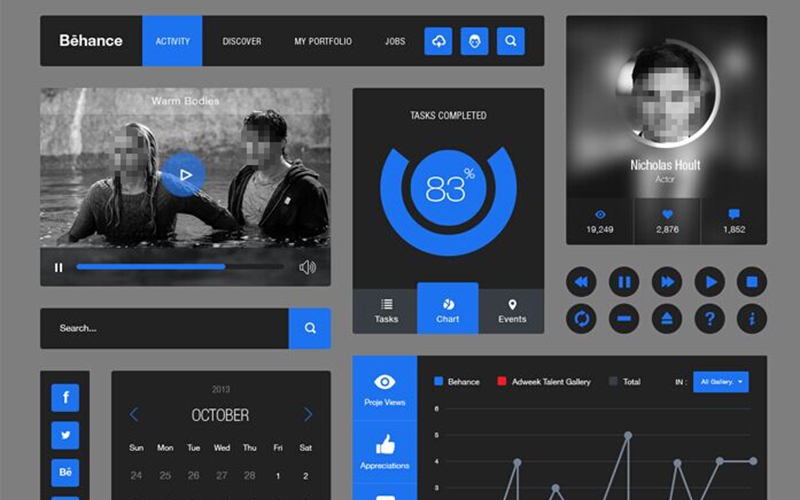 Bēhance
ACTIVITY
DISCOVER
MY PORTFOLIO
JOBS
Warm Bodies
TASKS COMPLETED
83%
Tasks
Chart
Events
Nicholas Hoult
Actor
19,249
2,876
1,852
?
i
Search...
f
Bē
2013
OCTOBER
Sun Mon Tue Wed Thu Fri Sat
24 25 26 27 28 1 2
Proje Views
Appreciations
Behance
Adweek Talent Gallery
Total
IN :
All Gallery.
6
5
4
3